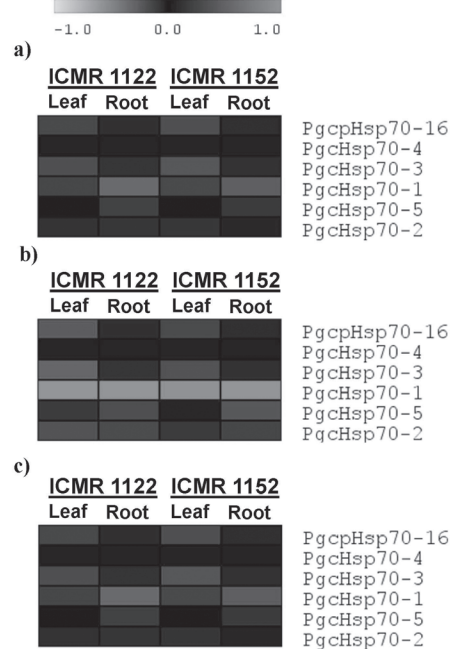 -1.0 0.0 1.0
a)
ICMR 1122 ICMR 1152
Leaf Root Leaf Root
PgcpHsp70-16
PgcHsp70-4
PgcHsp70-3
PgcHsp70-1
PgcHsp70-5
PgcHsp70-2
b)
ICMR 1122 ICMR 1152
Leaf Root Leaf Root
PgcpHsp70-16
PgcHsp70-4
PgcHsp70-3
PgcHsp70-1
PgcHsp70-5
PgcHsp70-2
c)
ICMR 1122 ICMR 1152
Leaf Root Leaf Root
PgcpHsp70-16
PgcHsp70-4
PgcHsp70-3
PgcHsp70-1
PgcHsp70-5
PgcHsp70-2